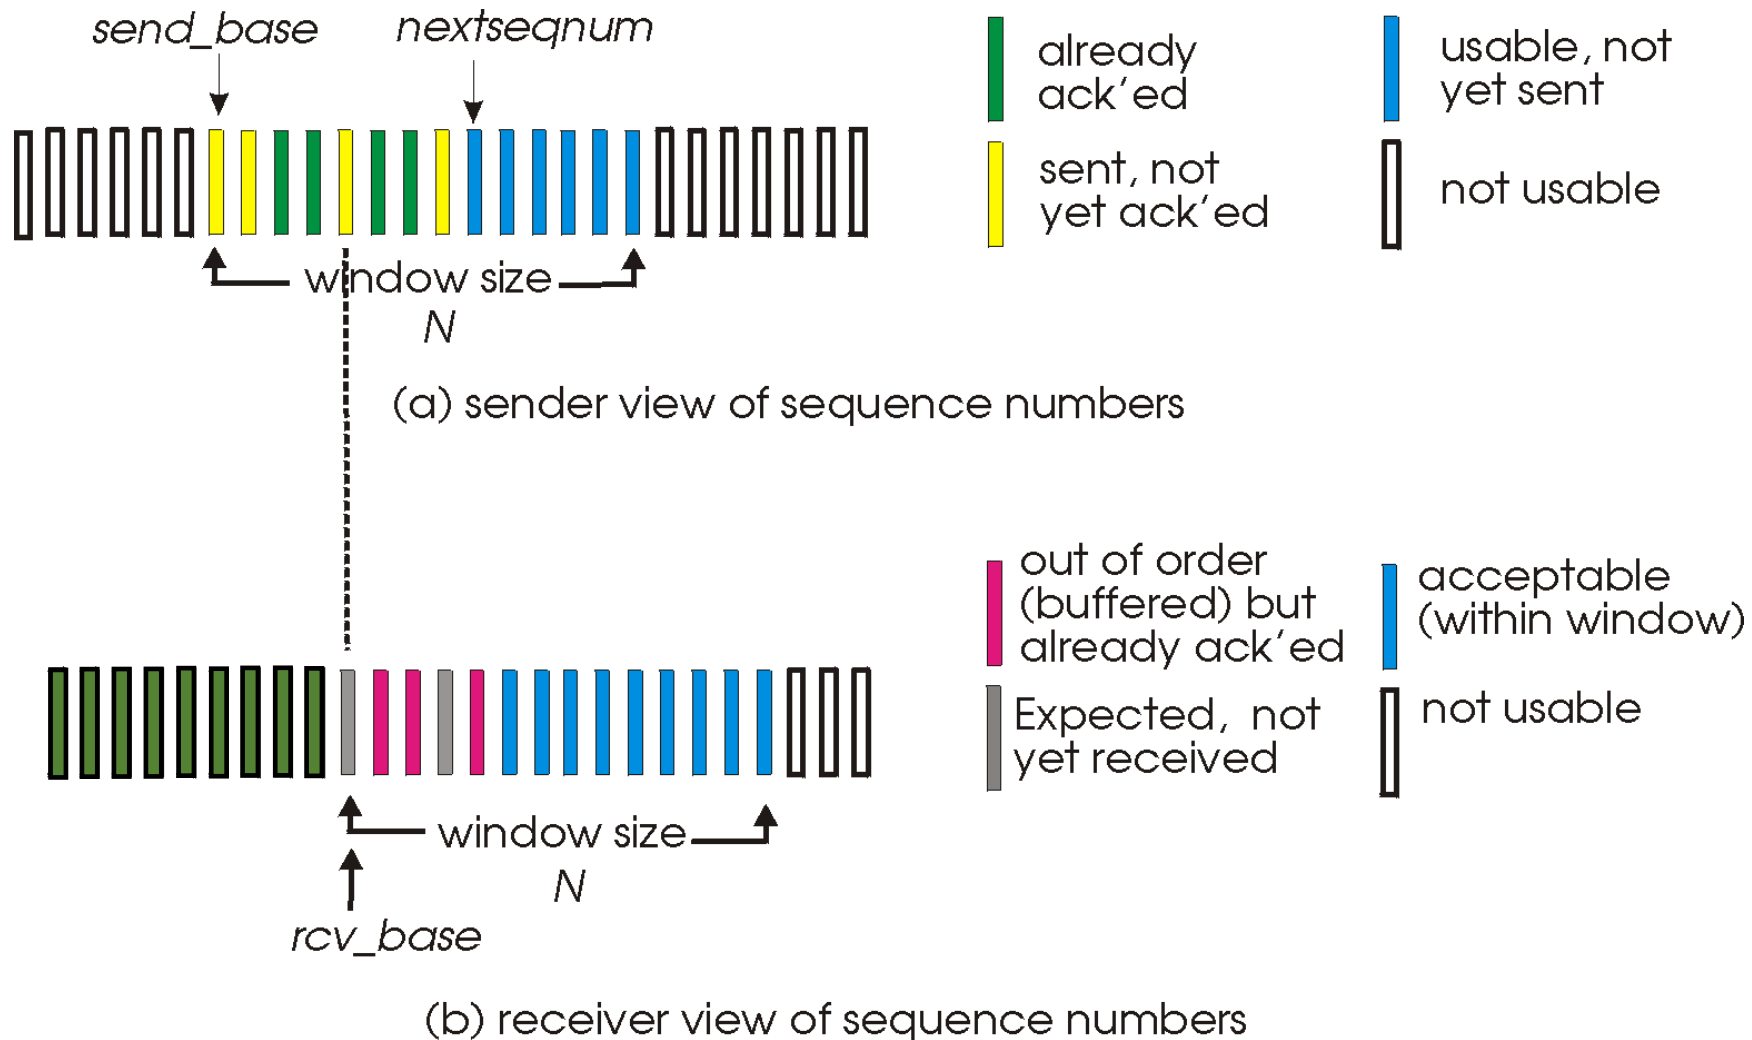 send_base
nextseqnum
already
ack'ed
usable, not
yet sent
sent, not
yet ack'ed
not usable
window size
N
(a) sender view of sequence numbers
out of order
(buffered) but
already ack'ed
acceptable
(within window)
Expected, not
yet received
not usable
window size
N
rcv_base
(b) receiver view of sequence numbers